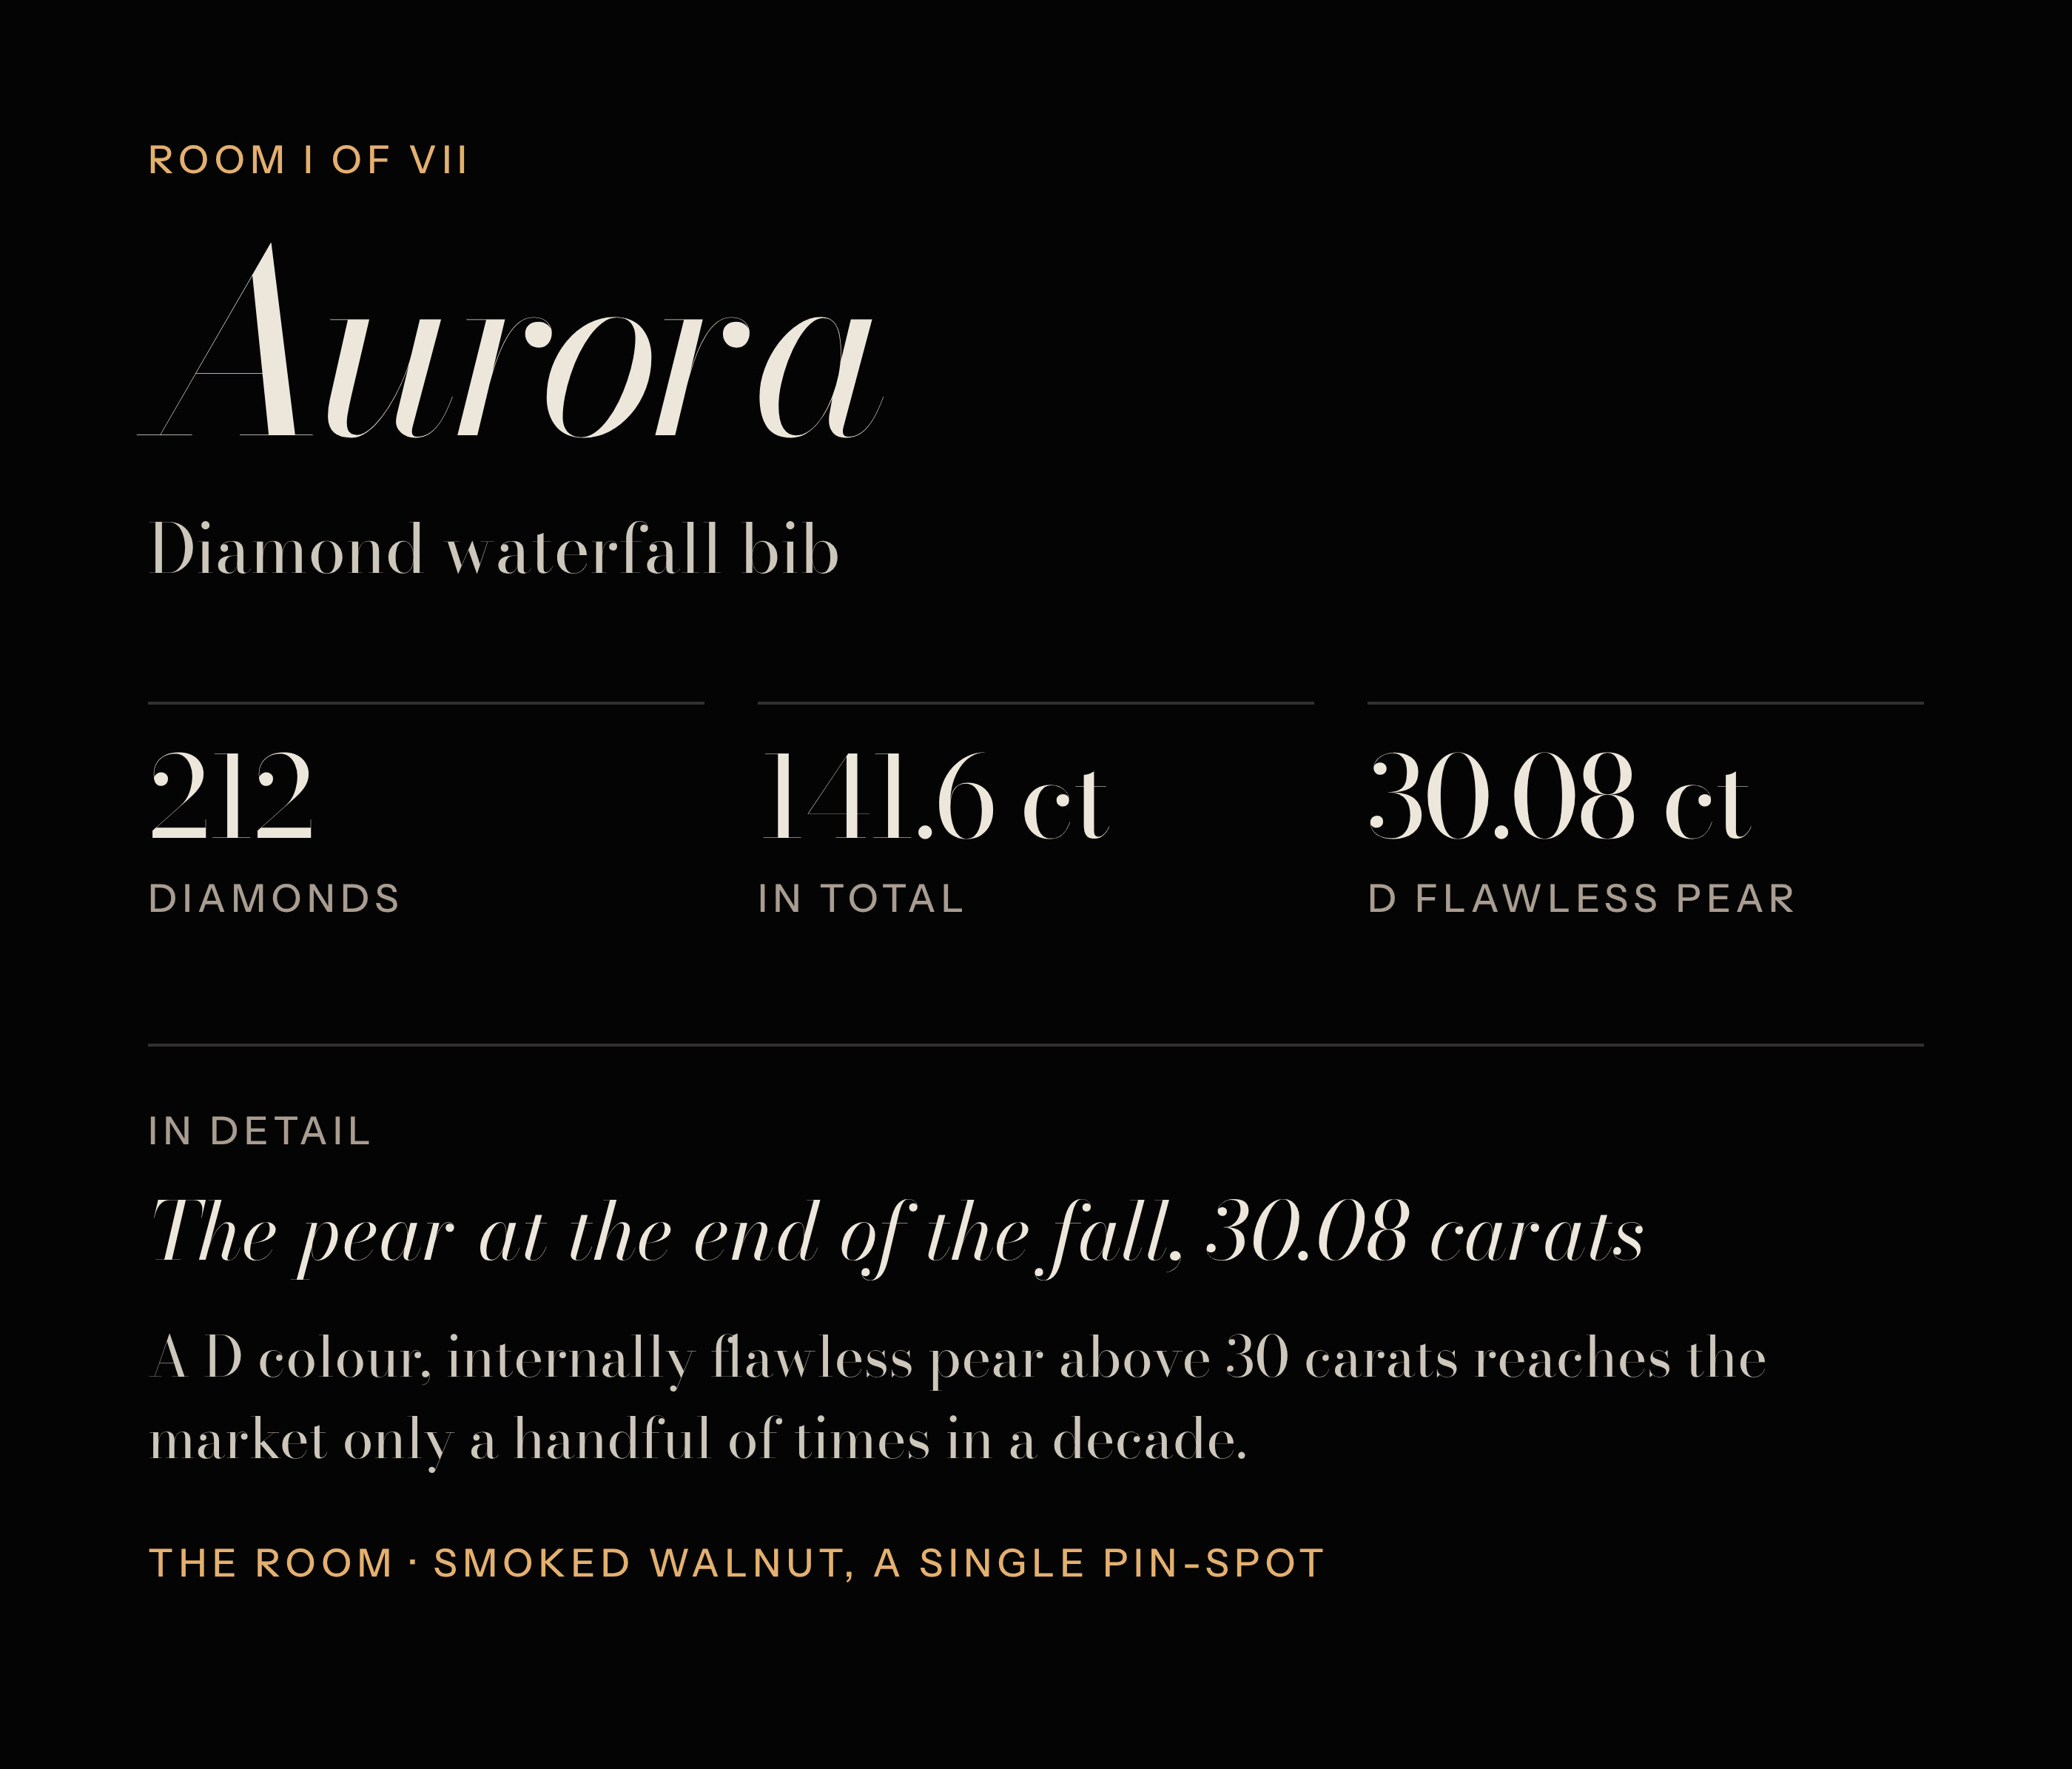 ROOM I OF VII
Aurora
Diamond waterfall bib
212
DIAMONDS
141.6 ct
IN TOTAL
30.08 ct
D FLAWLESS PEAR
IN DETAIL
The pear at the end of the fall, 30.08 carats
A D colour, internally flawless pear above 30 carats reaches the
market only a handful of times in a decade.
THE ROOM · SMOKED WALNUT, A SINGLE PIN-SPOT